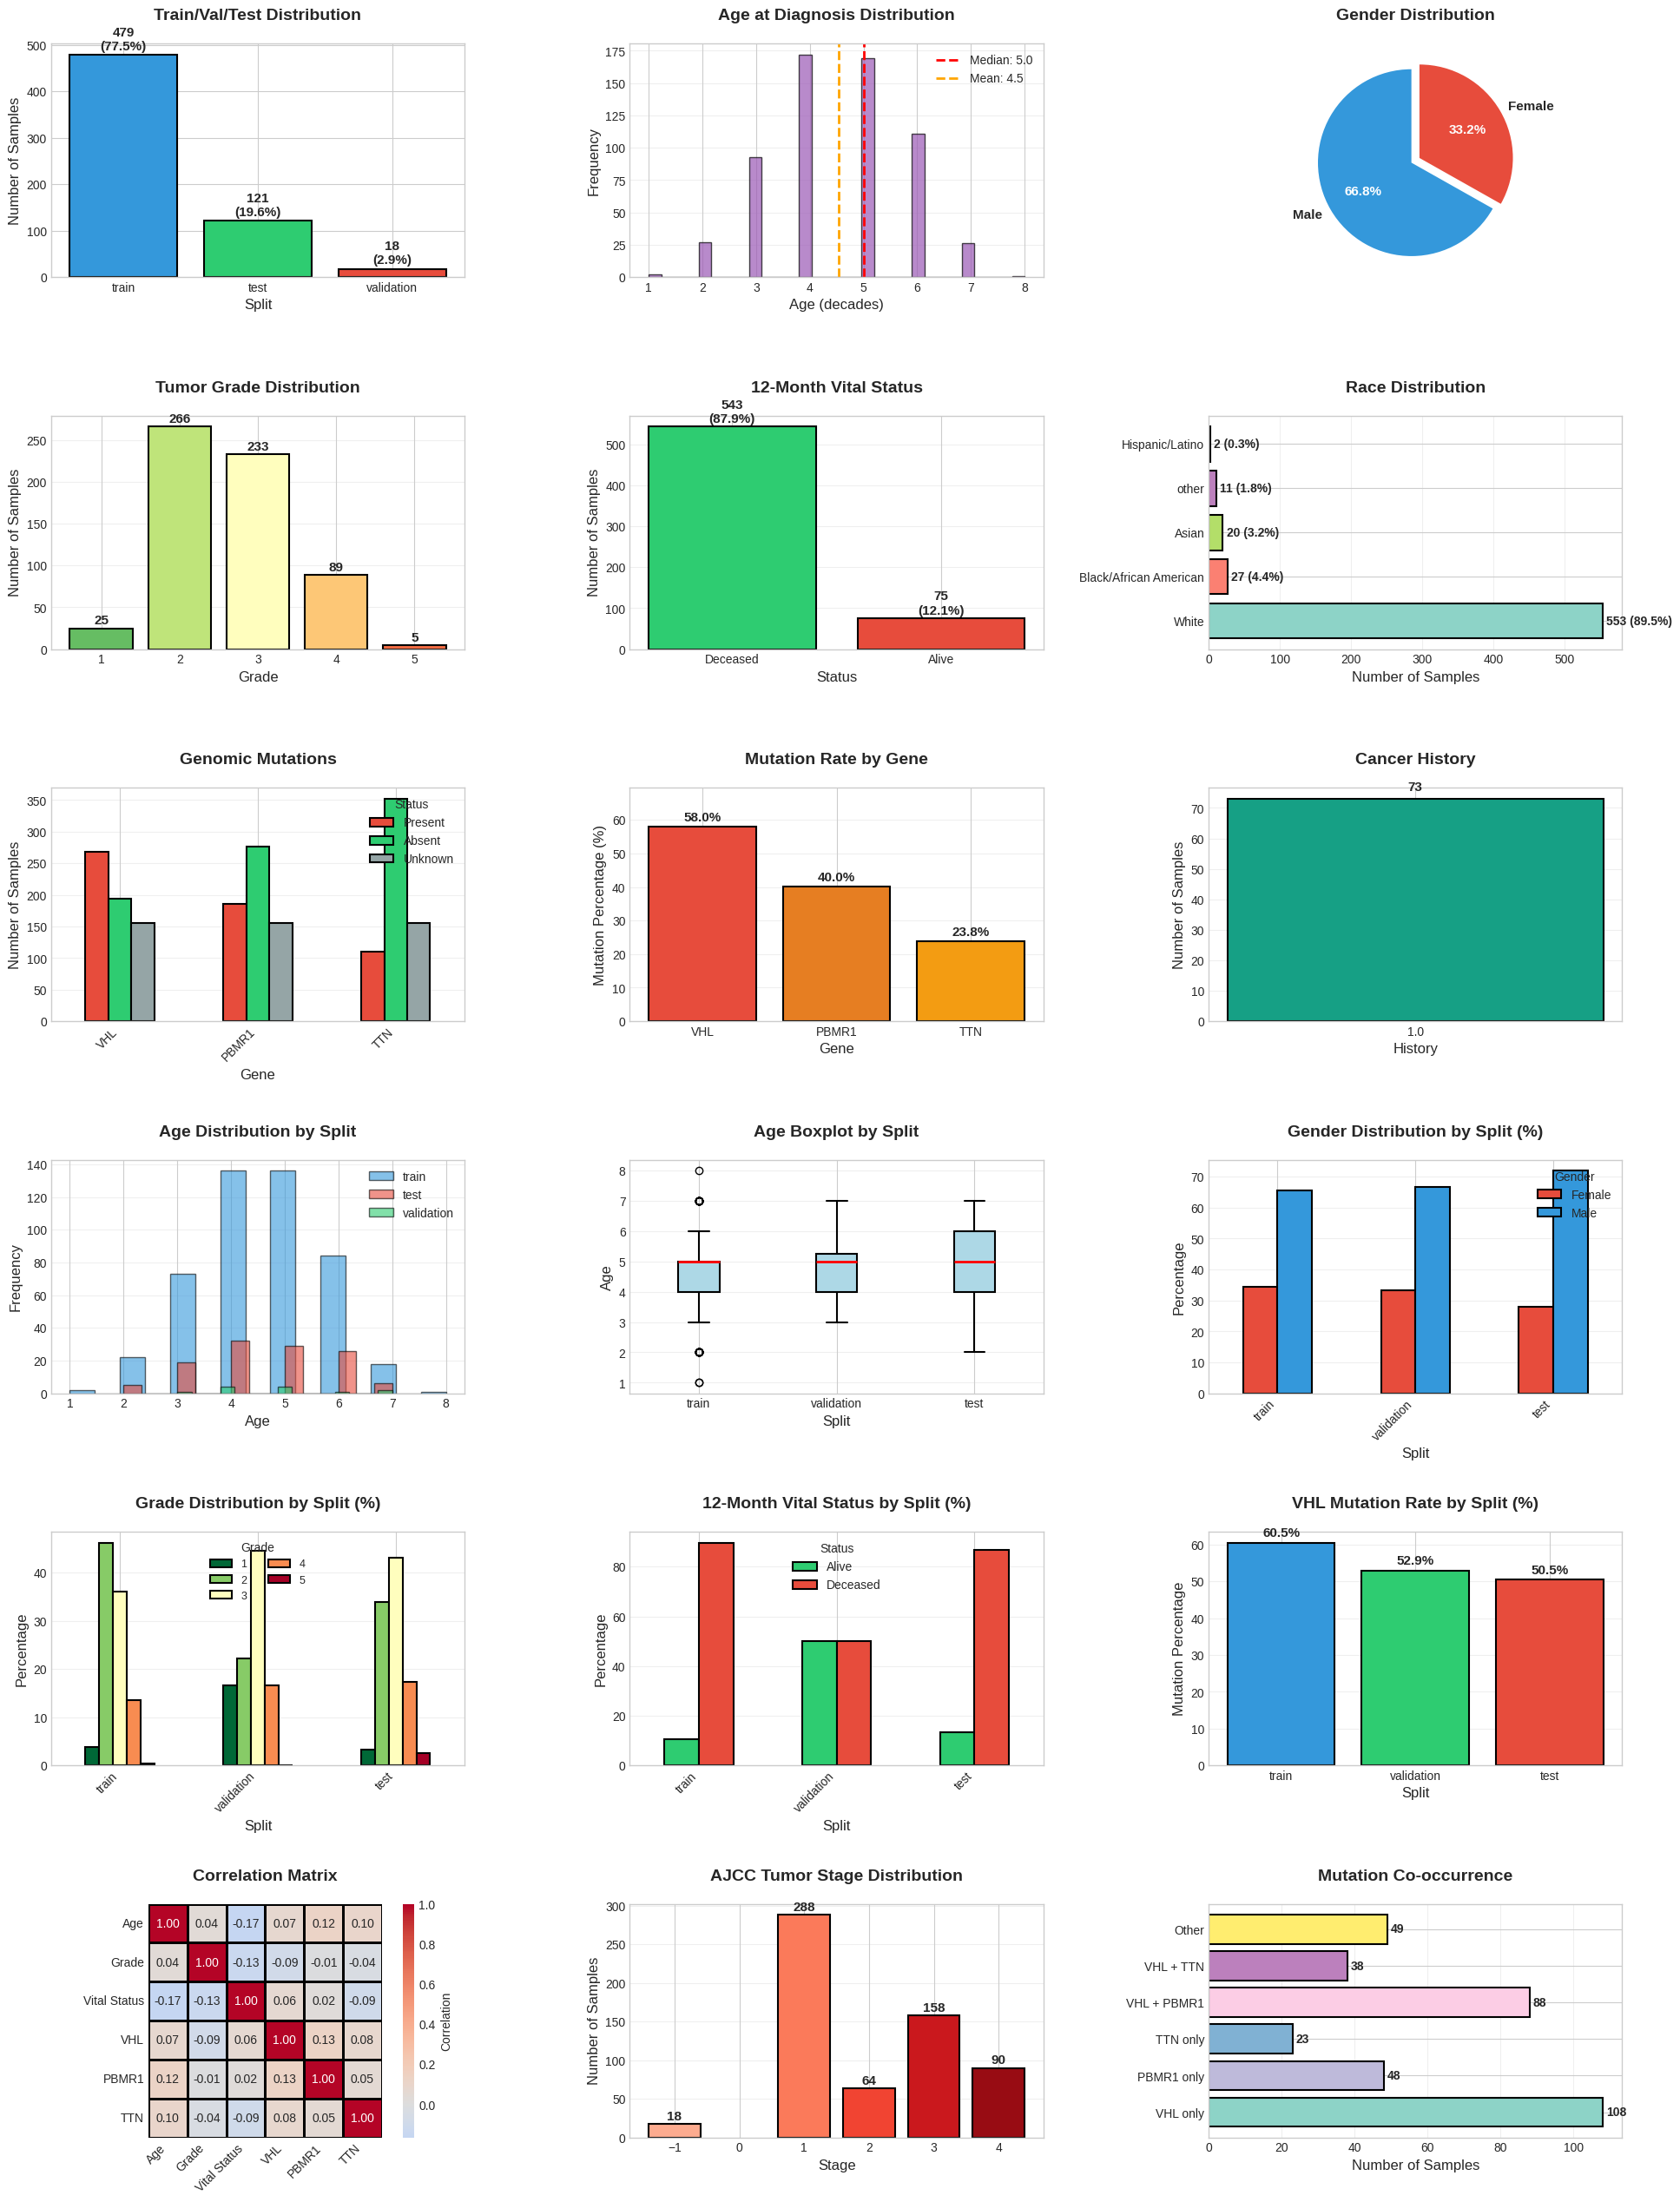 Train/Val/Test Distribution
Number of Samples
500
400
300
200
100
0
479
(77.5%)
121
(19.6%)
18
(2.9%)
train test validation
Split
Age at Diagnosis Distribution
Frequency
175
150
125
100
75
50
25
0
Median: 5.0
Mean: 4.5
1 2 3 4 5 6 7 8
Age (decades)
Gender Distribution
Female
33.2%
66.8%
Male
Tumor Grade Distribution
Number of Samples
250
200
150
100
50
0
25
266
233
89
5
1 2 3 4 5
Grade
12-Month Vital Status
Number of Samples
500
400
300
200
100
0
543
(87.9%)
75
(12.1%)
Deceased Alive
Status
Race Distribution
Hispanic/Latino 2 (0.3%)
other 11 (1.8%)
Asian 20 (3.2%)
Black/African American 27 (4.4%)
White 553 (89.5%)
0 100 200 300 400 500
Number of Samples
Genomic Mutations
Number of Samples
350
300
250
200
150
100
50
0
Status
Present
Absent
Unknown
VHL PBMR1 TTN
Gene
Mutation Rate by Gene
Mutation Percentage (%)
60
50
40
30
20
10
0
58.0%
40.0%
23.8%
VHL PBMR1 TTN
Gene
Cancer History
Number of Samples
70
60
50
40
30
20
10
0
73
1.0
History
Age Distribution by Split
Frequency
140
120
100
80
60
40
20
0
train
test
validation
1 2 3 4 5 6 7 8
Age
Age Boxplot by Split
Age
8
7
6
5
4
3
2
1
train validation test
Split
Gender Distribution by Split (%)
Percentage
70
60
50
40
30
20
10
0
Gender
Female
Male
train validation test
Split
Grade Distribution by Split (%)
Percentage
40
30
20
10
0
Grade
1 4
2 5
3
train validation test
Split
12-Month Vital Status by Split (%)
Percentage
80
60
40
20
0
Status
Alive
Deceased
train validation test
Split
VHL Mutation Rate by Split (%)
Mutation Percentage
60
50
40
30
20
10
0
60.5%
52.9%
50.5%
train validation test
Split
Correlation Matrix
Age 1.00 0.04 -0.17 0.07 0.12 0.10
Grade 0.04 1.00 -0.13 -0.09 -0.01 -0.04
Vital Status -0.17 -0.13 1.00 0.06 0.02 -0.09
VHL 0.07 -0.09 0.06 1.00 0.13 0.08
PBMR1 0.12 -0.01 0.02 0.13 1.00 0.05
TTN 0.10 -0.04 -0.09 0.08 0.05 1.00
Age Grade Vital Status VHL PBMR1 TTN
1.0
0.8
0.6
0.4
0.2
0.0
Correlation
AJCC Tumor Stage Distribution
Number of Samples
300
250
200
150
100
50
0
18
288
64
158
90
−1 0 1 2 3 4
Stage
Mutation Co-occurrence
Other 49
VHL + TTN 38
VHL + PBMR1 88
TTN only 23
PBMR1 only 48
VHL only 108
0 20 40 60 80 100
Number of Samples